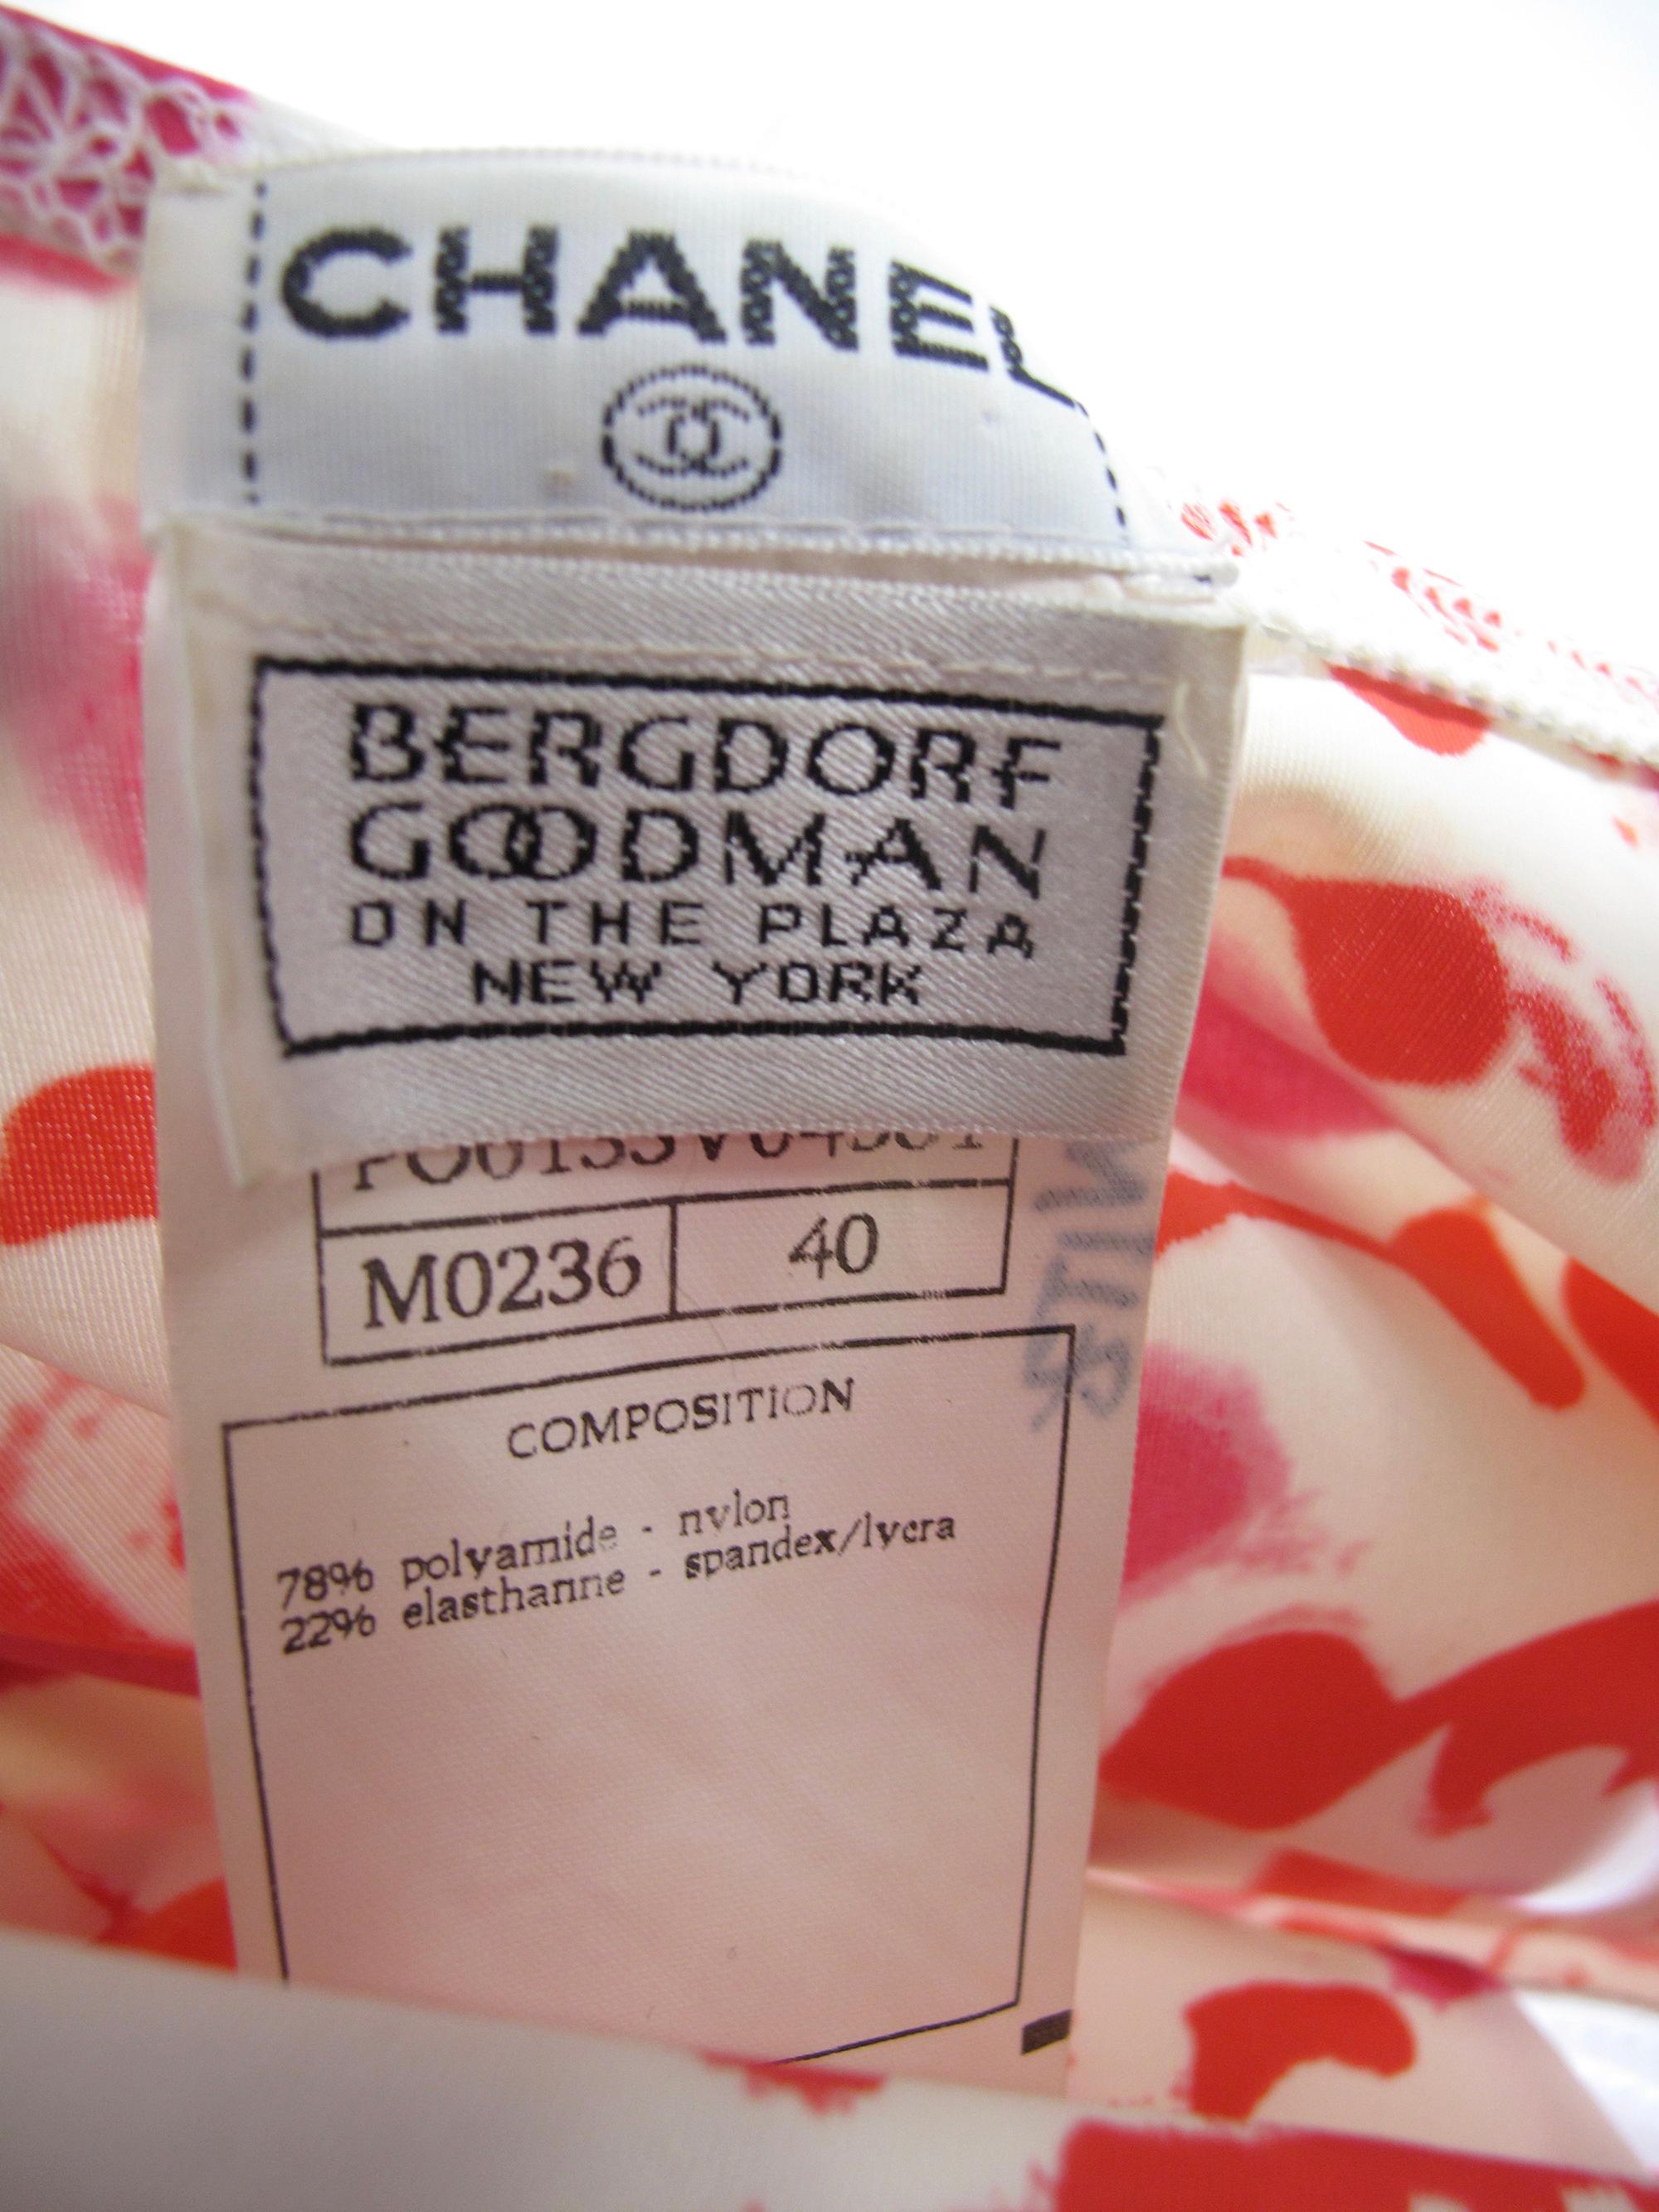 CHANEL
BERGDORF
GOODMAN
ON THE PLAZA
NEW YORK
M0236 40
COMPOSITION
78% polyamide - nylon
22% elasthanne - spandex/lycra